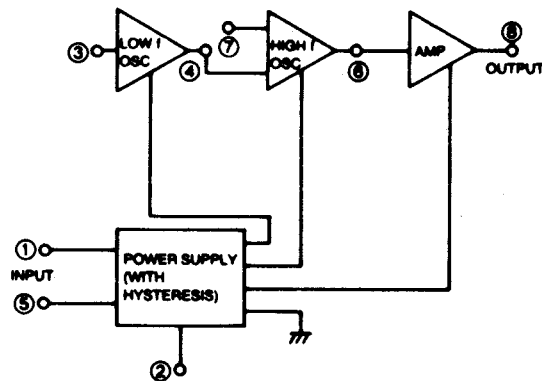 ③
LOW f
OSC
④
⑦
HIGH f
OSC
⑥
AMP
⑧
OUTPUT
①
INPUT
⑤
POWER SUPPLY
(WITH
HYSTERESIS)
②